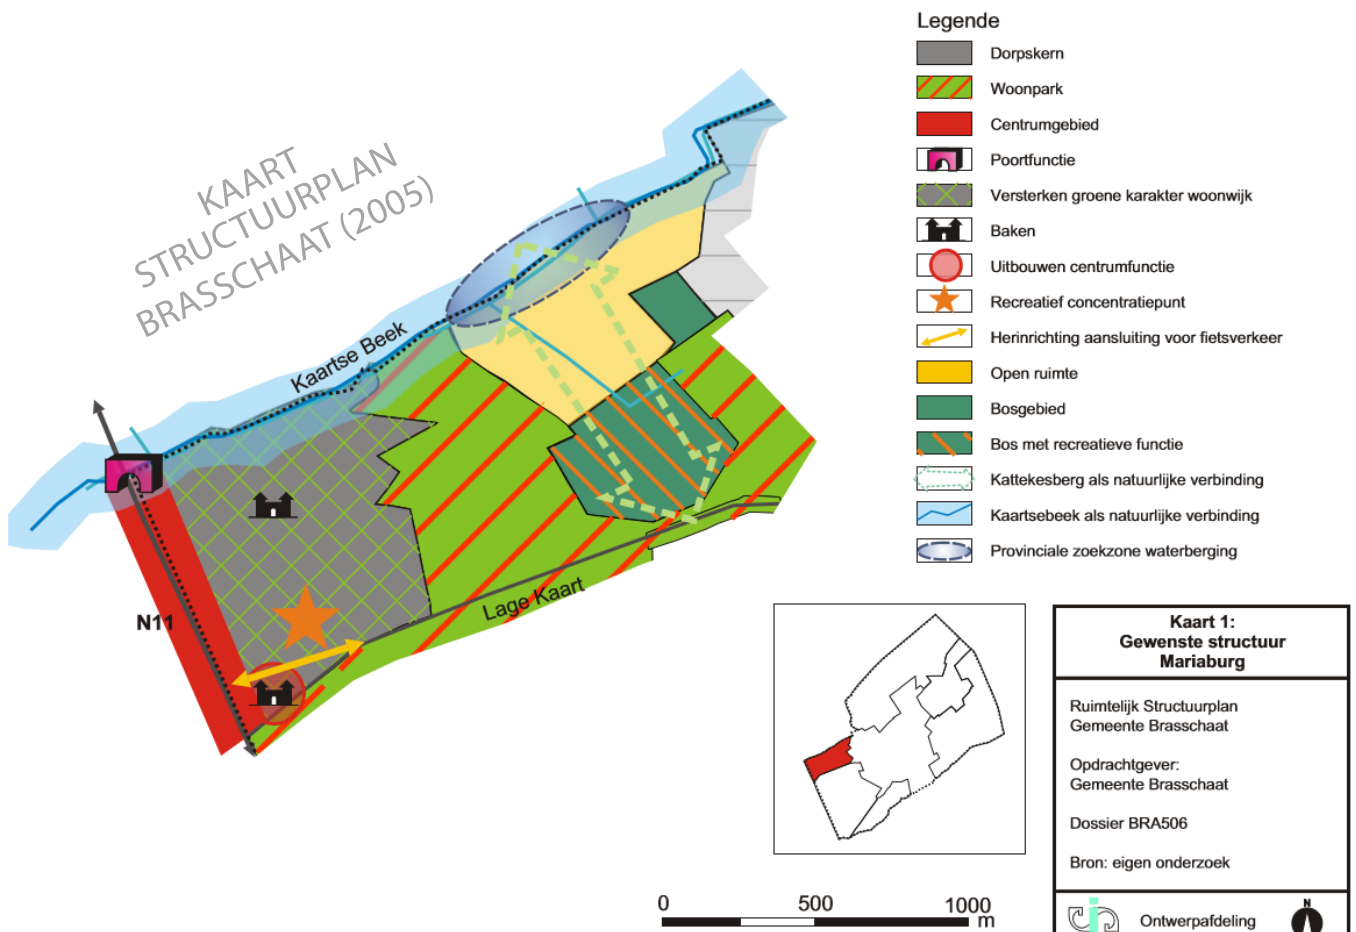 KAART
STRUCTUURPLAN
BRASSCHAAT (2005)
Kaartse Beek
N11
Lage Kaart
Legende
Dorpskern
Woonpark
Centrumgebied
Poortfunctie
Versterken groene karakter woonwijk
Baken
Uitbouwen centrumfunctie
Recreatief concentratiepunt
Herinrichting aansluiting voor fietsverkeer
Open ruimte
Bosgebied
Bos met recreatieve functie
Kattekesberg als natuurlijke verbinding
Kaartsebeek als natuurlijke verbinding
Provinciale zoekzone waterberging
Kaart 1:
Gewenste structuur
Mariaburg
Ruimtelijk Structuurplan
Gemeente Brasschaat
Opdrachtgever:
Gemeente Brasschaat
Dossier BRA506
Bron: eigen onderzoek
Ontwerpafdeling
N
0 500 1000
m